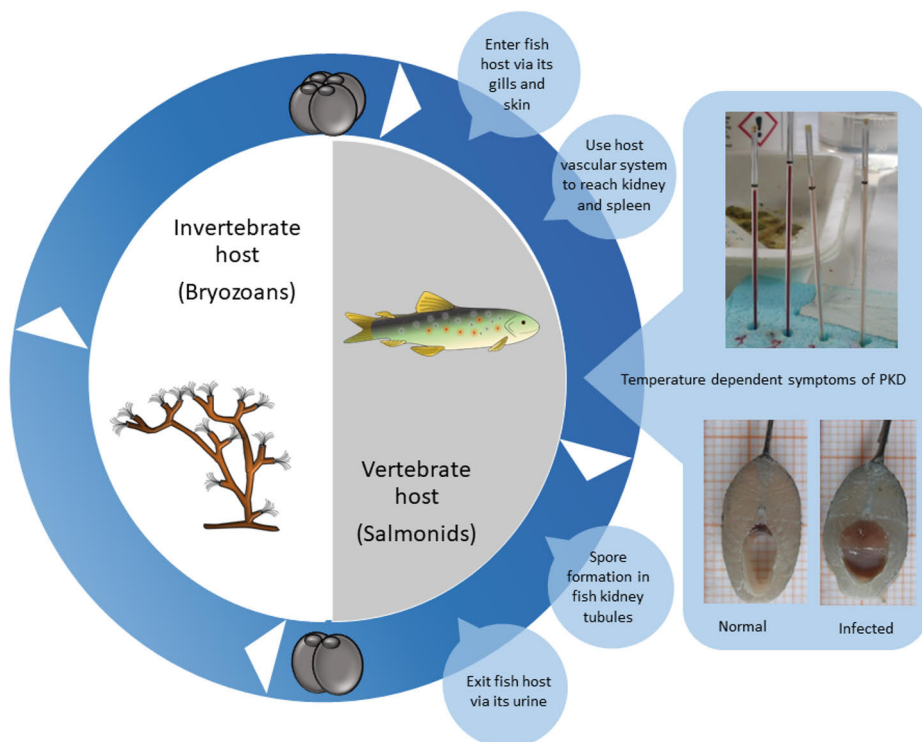 Enter fish
host via its
gills and
skin
Use host
vascular system
to reach kidney
and spleen
Invertebrate
host
(Bryozoans)
Temperature dependent symptoms of PKD
Vertebrate
host
(Salmonids)
Spore
formation in
fish kidney
tubules
Normal
Infected
Exit fish host
via its urine